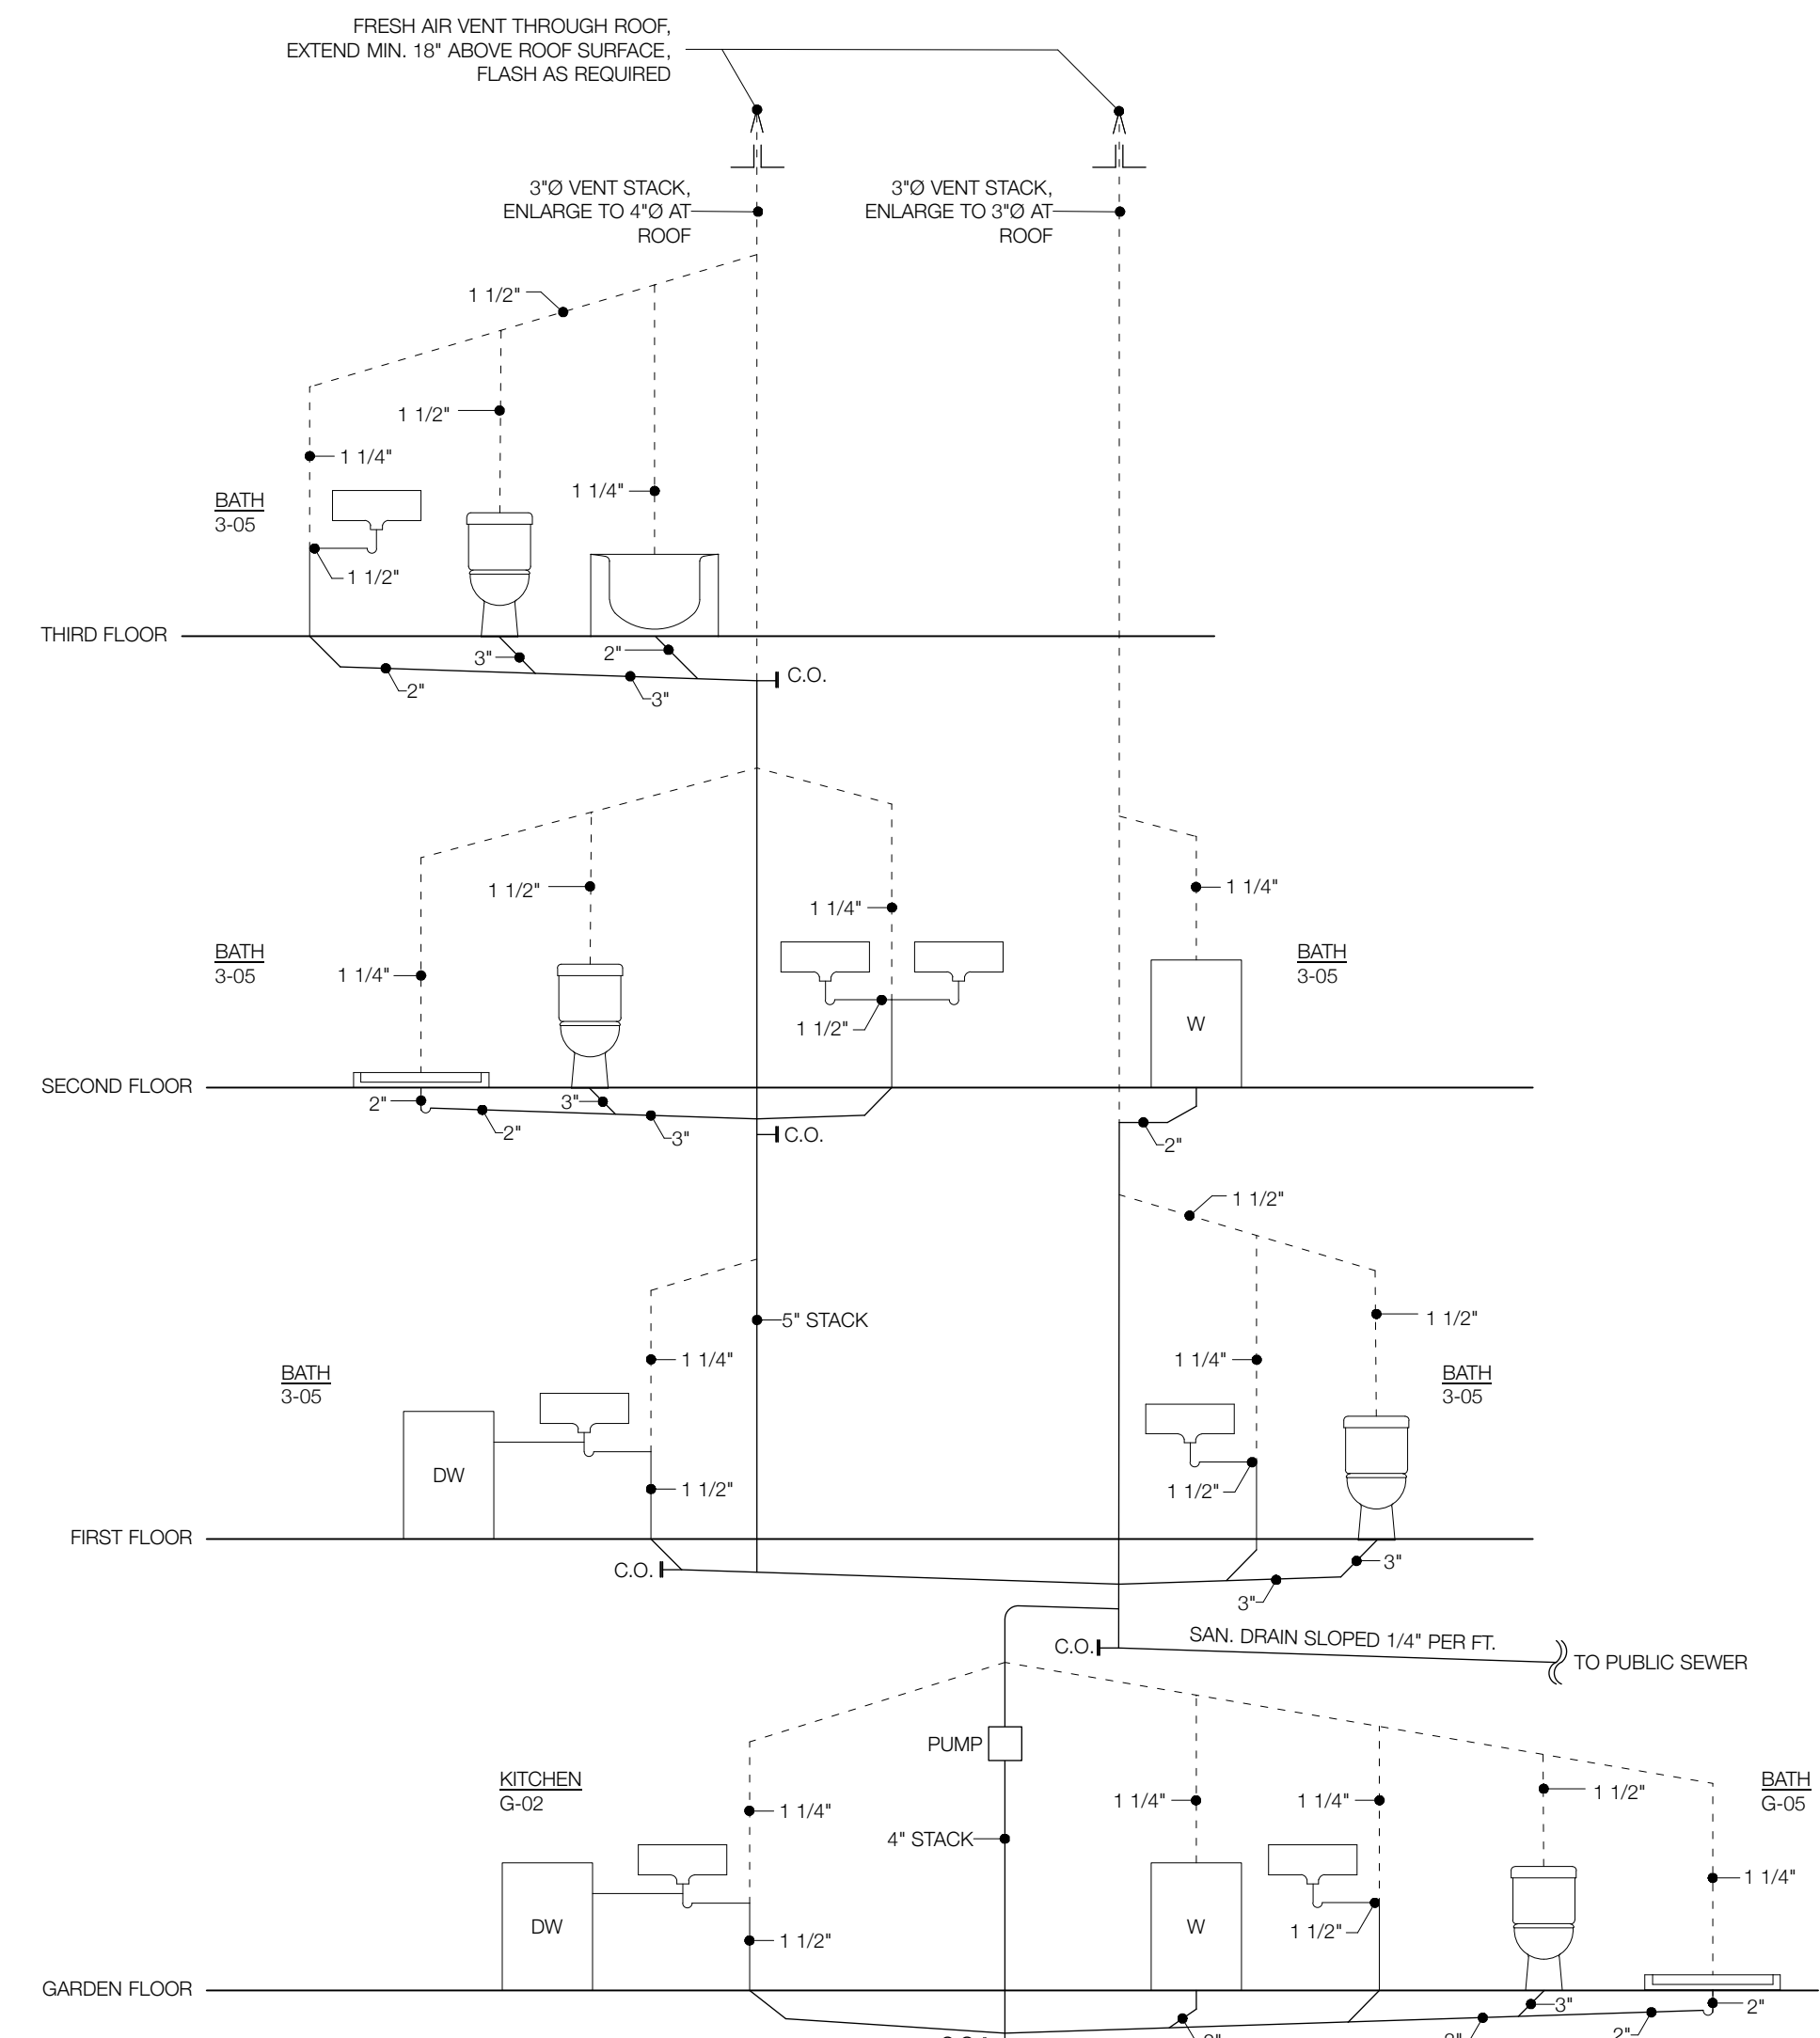 FRESH AIR VENT THROUGH ROOF,
EXTEND MIN. 18" ABOVE ROOF SURFACE,
FLASH AS REQUIRED
3"Ø VENT STACK,
ENLARGE TO 4"Ø AT
ROOF
3"Ø VENT STACK,
ENLARGE TO 3"Ø AT
ROOF
1 1/2"
1 1/2"
1 1/4"
1 1/4"
BATH
3-05
1 1/2"
THIRD FLOOR
3"
2"
2"
3"
C.O.
1 1/2"
1 1/4"
1 1/4"
BATH
3-05
1 1/4"
BATH
3-05
1 1/2"
W
SECOND FLOOR
2"
3"
2"
3"
C.O.
2"
1 1/2"
5" STACK
1 1/2"
1 1/4"
1 1/4"
BATH
3-05
BATH
3-05
DW
1 1/2"
1 1/2"
FIRST FLOOR
C.O.
3"
3"
C.O.
SAN. DRAIN SLOPED 1/4" PER FT.
TO PUBLIC SEWER
PUMP
KITCHEN
G-02
1 1/4"
1 1/4"
1 1/4"
1 1/2"
BATH
G-05
4" STACK
1 1/4"
DW
1 1/2"
W
1 1/2"
GARDEN FLOOR
3"
2"
2"